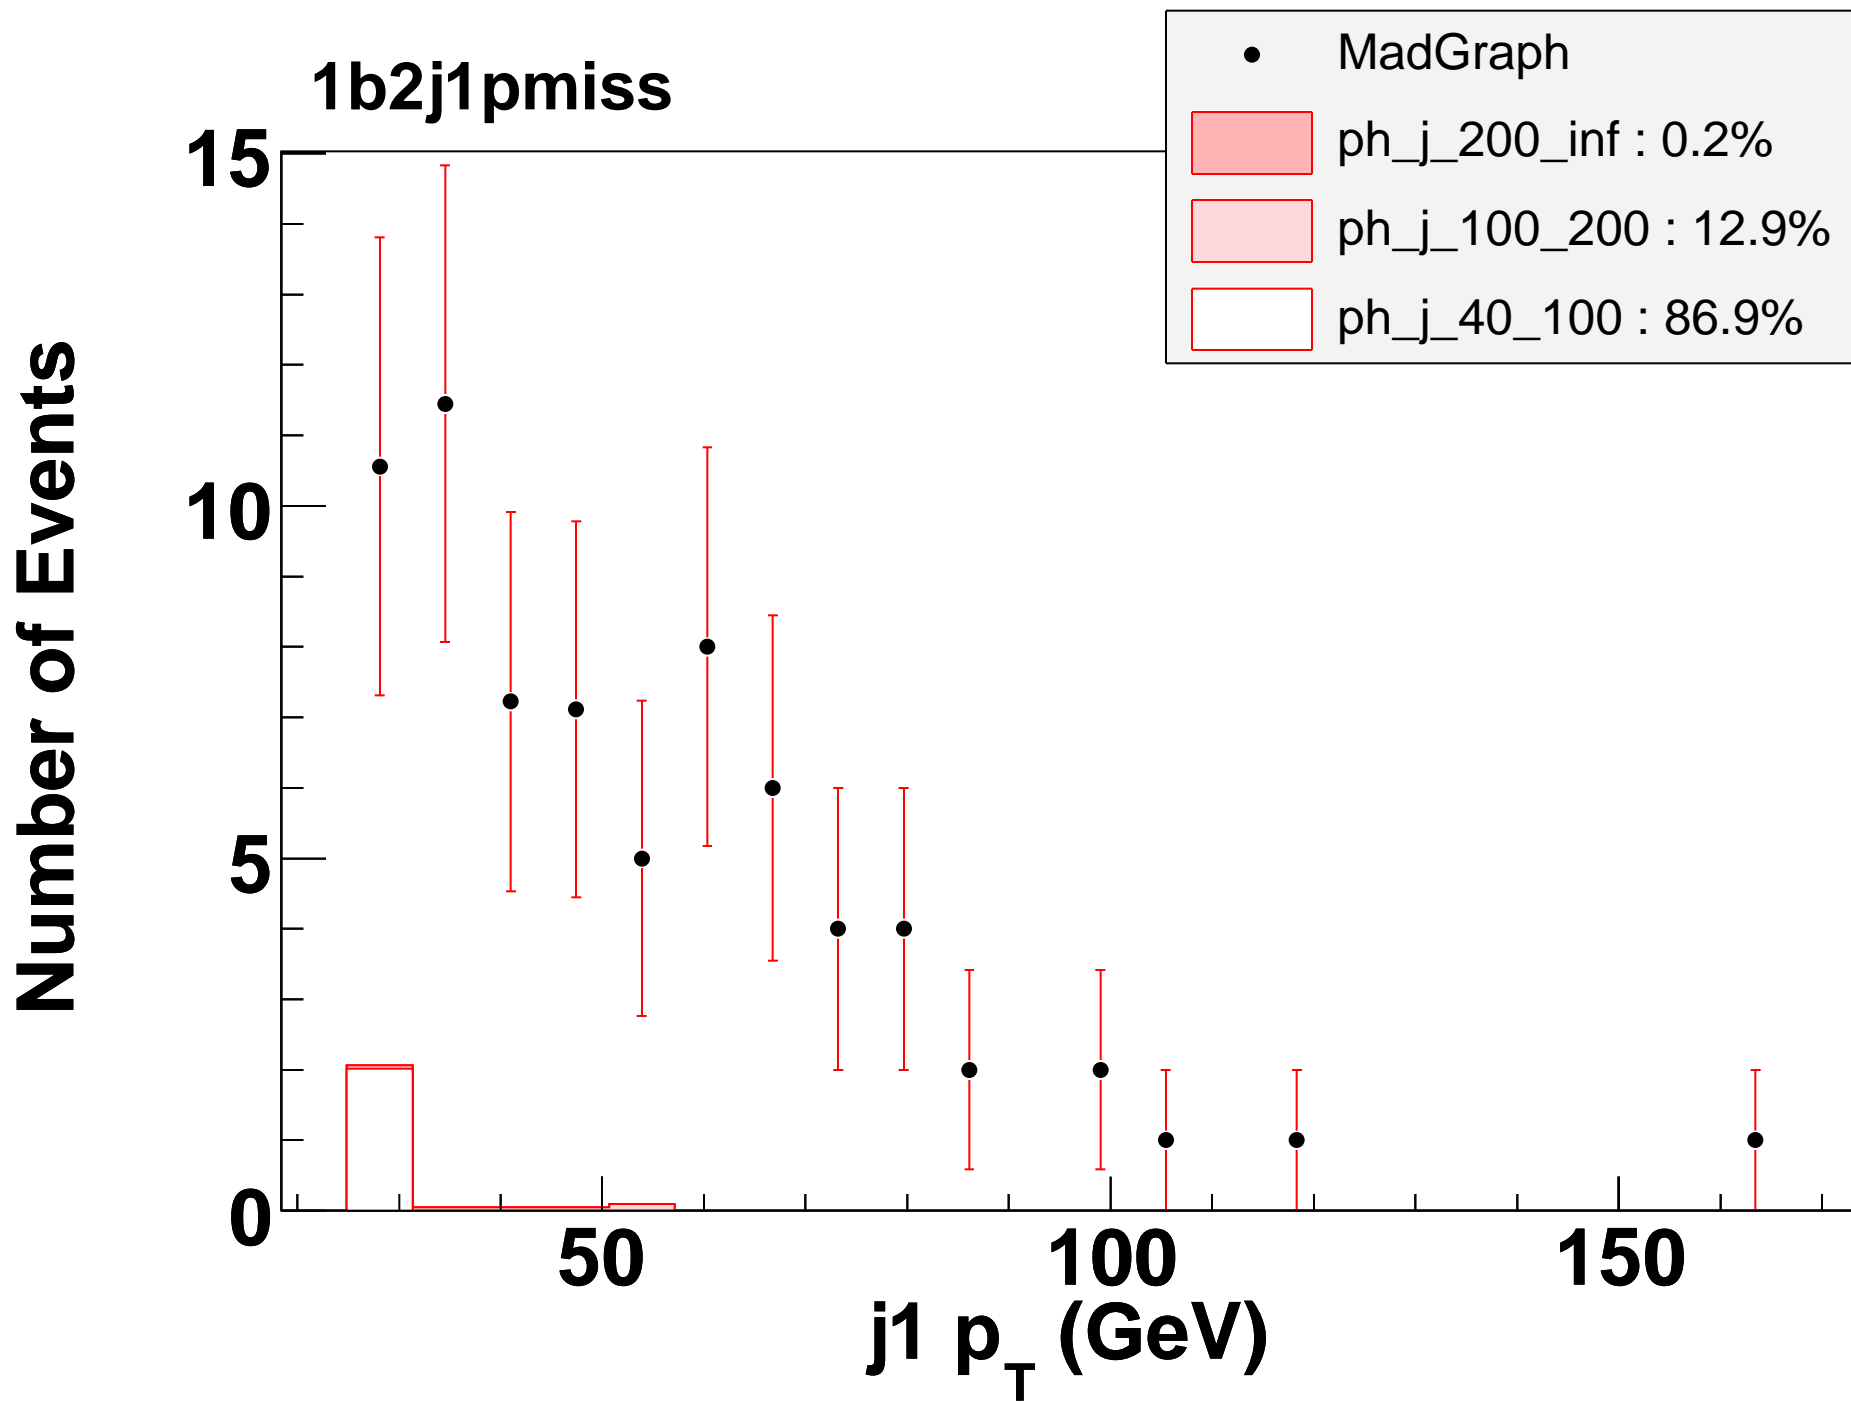 1b2j1pmiss
MadGraph
ph_j_200_inf : 0.2%
ph_j_100_200 : 12.9%
ph_j_40_100 : 86.9%
Number of Events
15
10
5
0
50 100 150
j1 p_T (GeV)